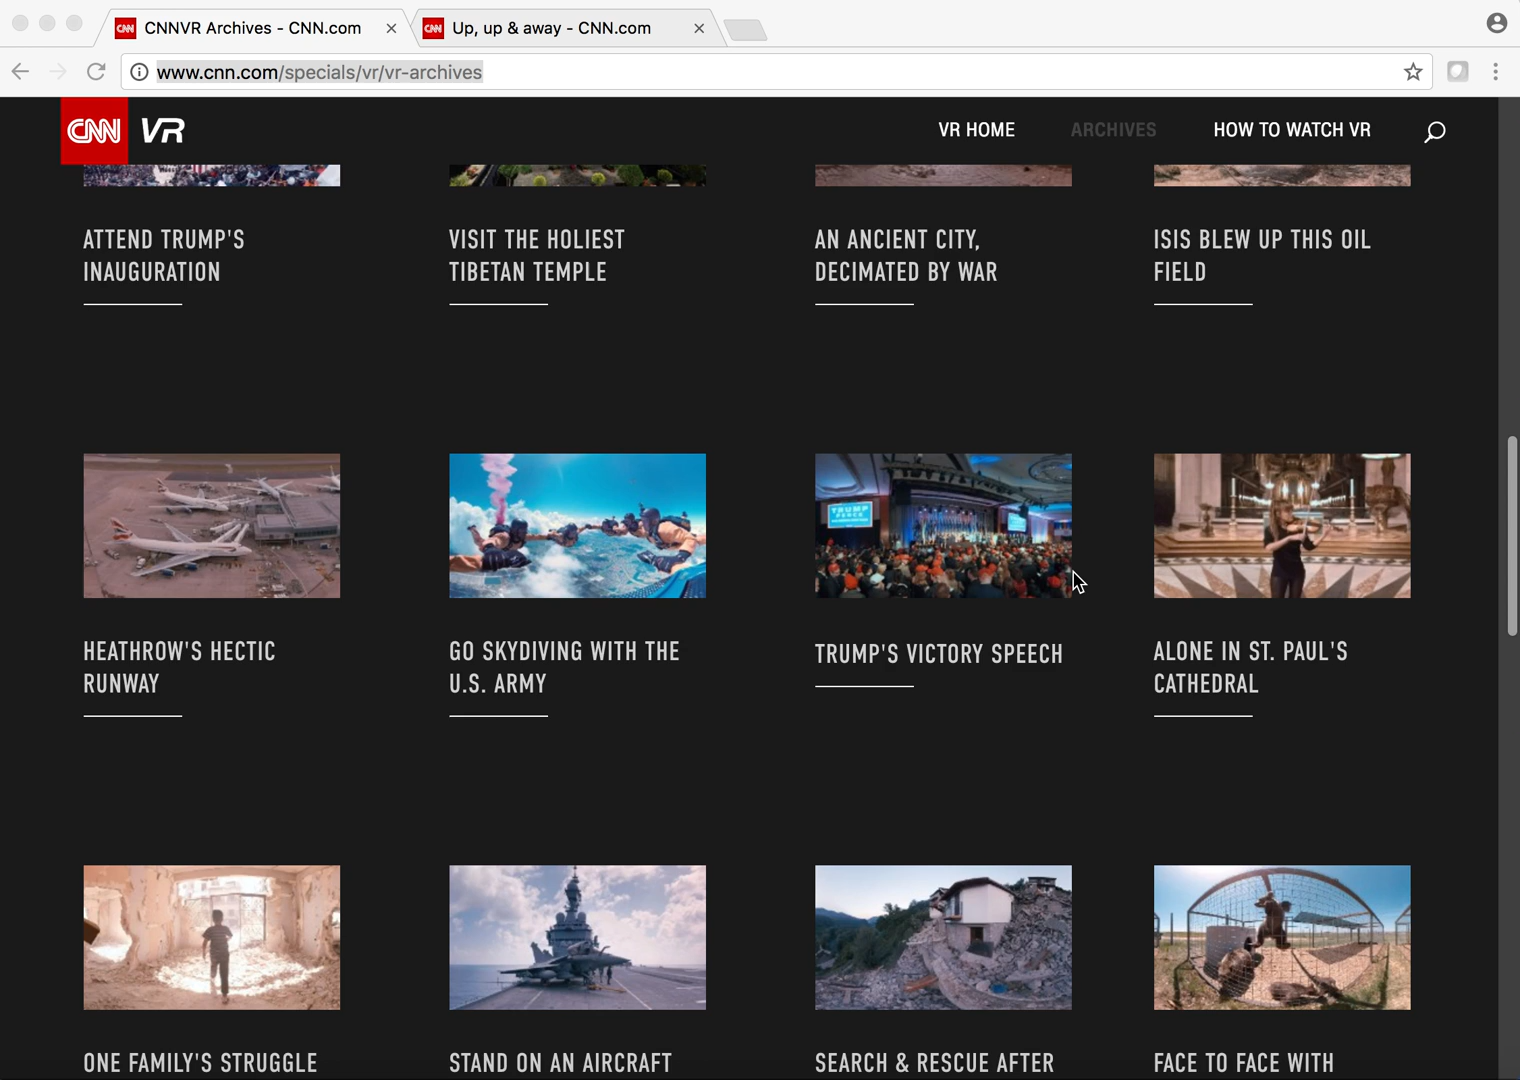 CNNVR Archives - CNN.com
Up, up & away - CNN.com
www.cnn.com/specials/vr/vr-archives
CNN VR
VR HOME
ARCHIVES
HOW TO WATCH VR
ATTEND TRUMP'S
INAUGURATION
VISIT THE HOLIEST
TIBETAN TEMPLE
AN ANCIENT CITY,
DECIMATED BY WAR
ISIS BLEW UP THIS OIL
FIELD
TRUMP
PENCE
HEATHROW'S HECTIC
RUNWAY
GO SKYDIVING WITH THE
U.S. ARMY
TRUMP'S VICTORY SPEECH
ALONE IN ST. PAUL'S
CATHEDRAL
ONE FAMILY'S STRUGGLE
STAND ON AN AIRCRAFT
SEARCH & RESCUE AFTER
FACE TO FACE WITH